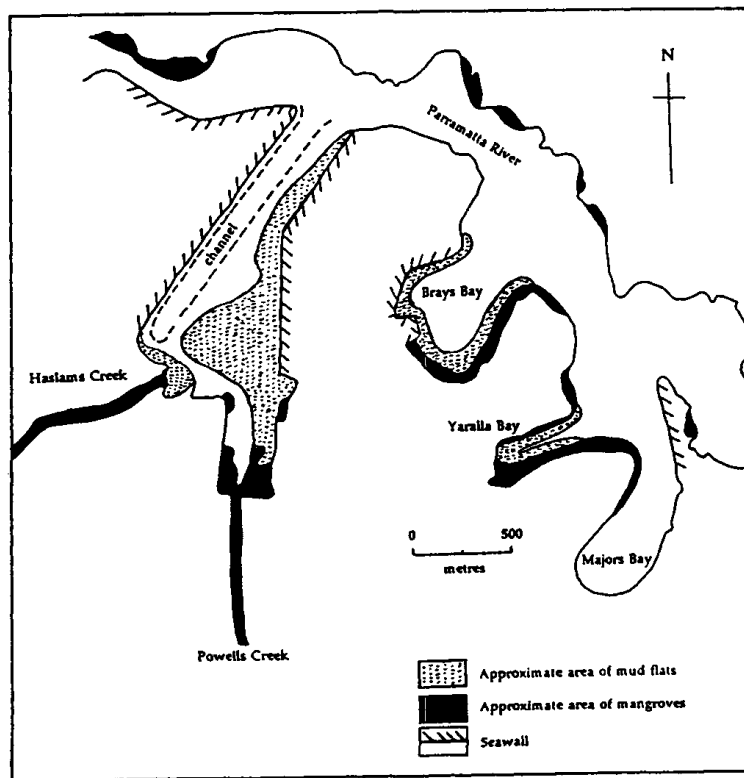 N
Parramatta River
channel
Brays Bay
Haslams Creek
Yaralla Bay
0 500
metres
Majors Bay
Powells Creek
Approximate area of mud flats
Approximate area of mangroves
Seawall